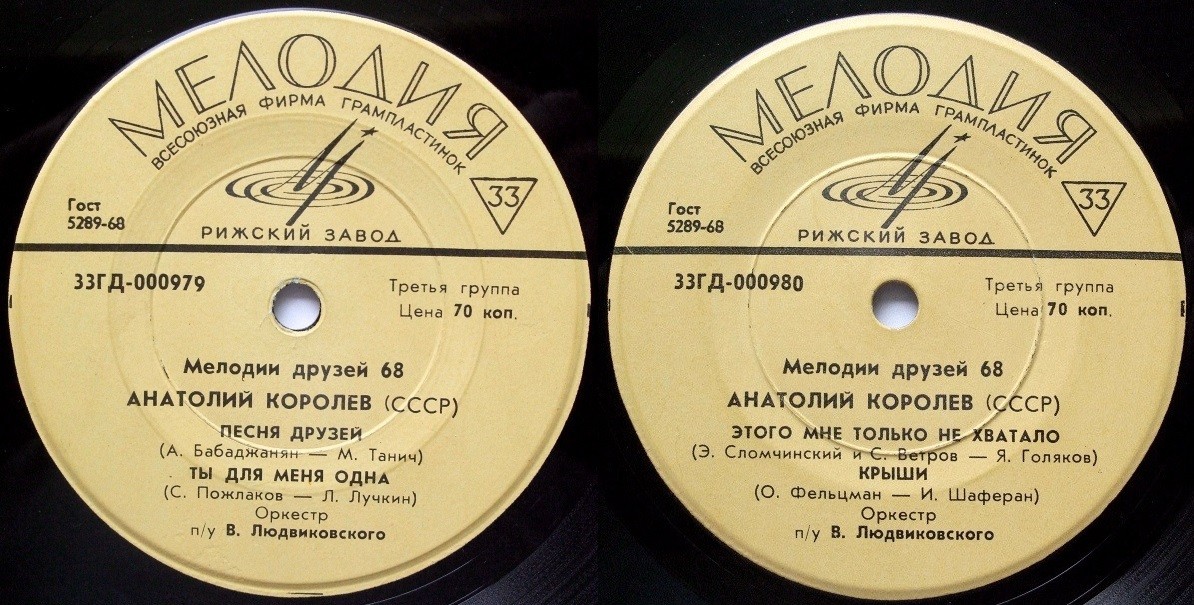 МЕЛОДИЯ
ВСЕСОЮЗНАЯ ФИРМА ГРАМПЛАСТИНОК
33
Гост
5289-68
РИЖСКИЙ ЗАВОД
33ГД-000979
Третья группа
Цена 70 коп.
Мелодии друзей 68
АНАТОЛИЙ КОРОЛЕВ (СССР)
ПЕСНЯ ДРУЗЕЙ
(А. Бабаджанян — М. Танич)
ТЫ ДЛЯ МЕНЯ ОДНА
(С. Пожлаков — Л. Лучкин)
Оркестр
п/у В. Людвиковского
МЕЛОДИЯ
ВСЕСОЮЗНАЯ ФИРМА ГРАМПЛАСТИНОК
33
Гост
5289-68
РИЖСКИЙ ЗАВОД
33ГД-000980
Третья группа
Цена 70 коп.
Мелодии друзей 68
АНАТОЛИЙ КОРОЛЕВ (СССР)
ЭТОГО МНЕ ТОЛЬКО НЕ ХВАТАЛО
(Э. Сломчинский и С. Ветров — Я. Голяков)
КРЫШИ
(О. Фельцман — И. Шаферан)
Оркестр
п/у В. Людвиковского